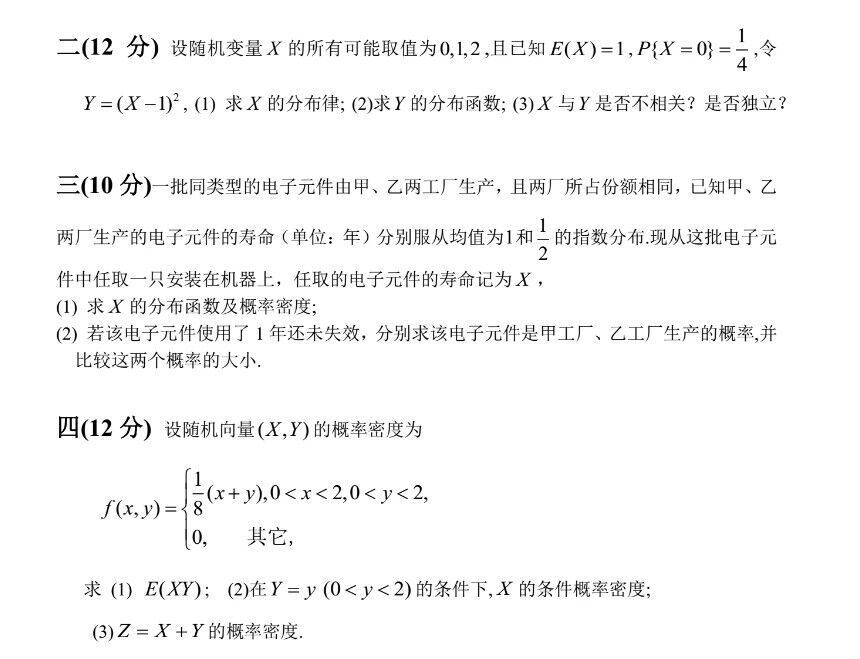 二(12 分) 设随机变量 X 的所有可能取值为 0,1,2 ,且已知 E(X)=1 , P{X=0}=1/4 ,令
Y=(X−1)², (1) 求 X 的分布律; (2)求 Y 的分布函数; (3) X 与 Y 是否不相关？是否独立？
三(10 分)一批同类型的电子元件由甲、乙两工厂生产，且两厂所占份额相同，已知甲、乙
两厂生产的电子元件的寿命（单位：年）分别服从均值为1和 1/2 的指数分布.现从这批电子元
件中任取一只安装在机器上，任取的电子元件的寿命记为 X ，
(1) 求 X 的分布函数及概率密度;
(2) 若该电子元件使用了 1 年还未失效，分别求该电子元件是甲工厂、乙工厂生产的概率,并
比较这两个概率的大小.
四(12 分) 设随机向量 (X,Y) 的概率密度为
f(x,y)={ 1/8(x+y),0<x<2,0<y<2,
0, 其它,
求 (1) E(XY); (2)在 Y=y (0<y<2) 的条件下, X 的条件概率密度;
(3) Z=X+Y 的概率密度.